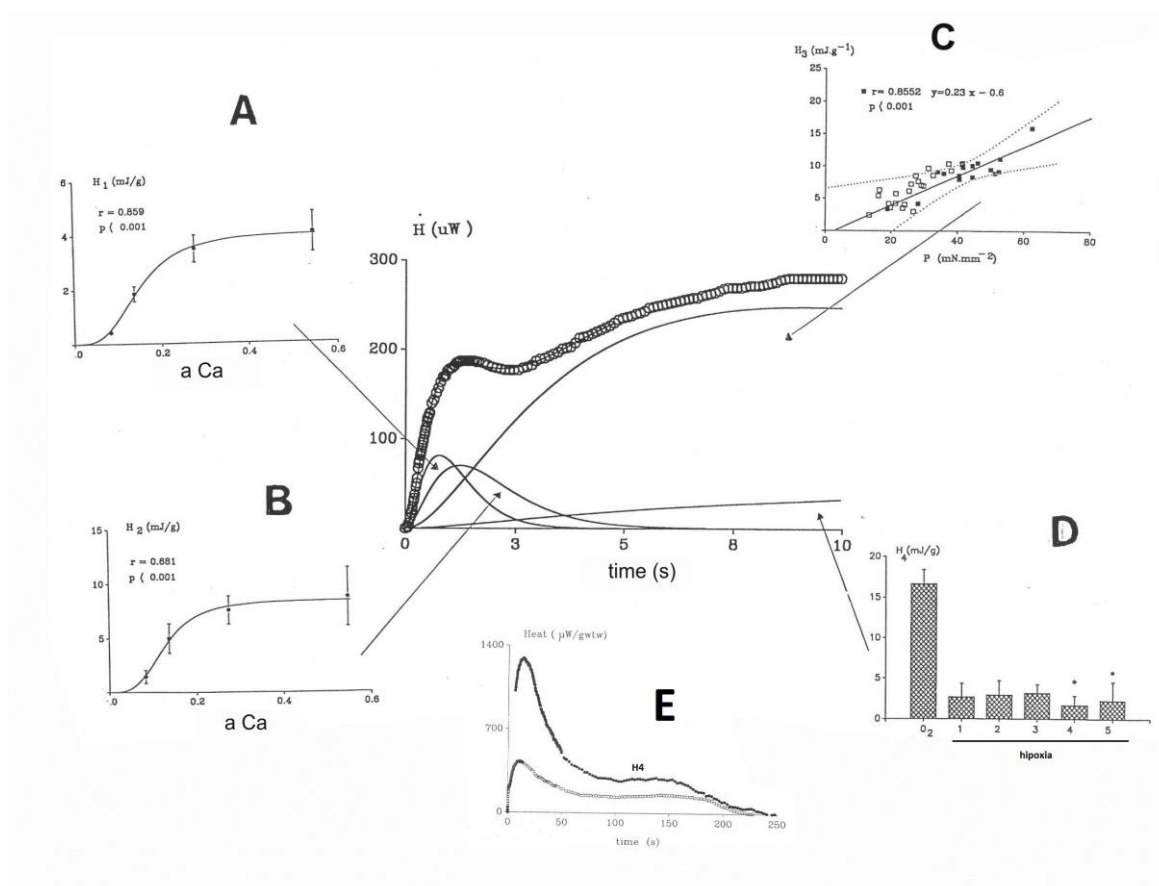 A
H1 (mJ/g)
r = 0.859
p ⟨ 0.001
6
4
2
.0
0.2
0.4
0.6
a Ca
B
H2 (mJ/g)
r = 0.681
p ⟨ 0.001
15
10
5
.0
0.2
0.4
0.6
a Ca
Ḣ (uW)
300
200
100
0
0
3
5
8
10
time (s)
C
H3 (mJ.g−1)
r= 0.8552 y=0.23 x − 0.6
p ⟨ 0.001
25
20
15
10
5
0
0
20
40
60
80
P (mN.mm−2)
D
H4 (mJ/g)
20
15
10
5
0
*
*
O2
1
2
3
4
5
hipoxia
E
Heat ( μW/gwtw)
1400
700
0
H4
0
50
100
150
200
250
time (s)